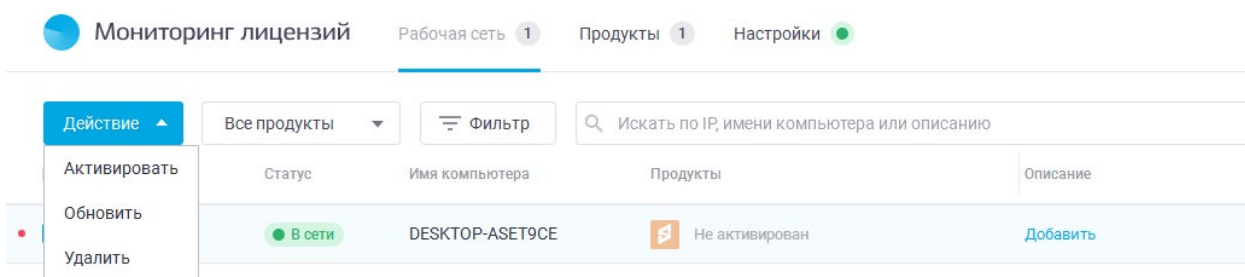 Мониторинг лицензий Рабочая сеть 1 Продукты 1 Настройки
Действие Все продукты Фильтр Искать по IP, имени компьютера или описанию
Активировать Статус Имя компьютера Продукты Описание
Обновить
В сети DESKTOP-ASET9CE Не активирован Добавить
Удалить